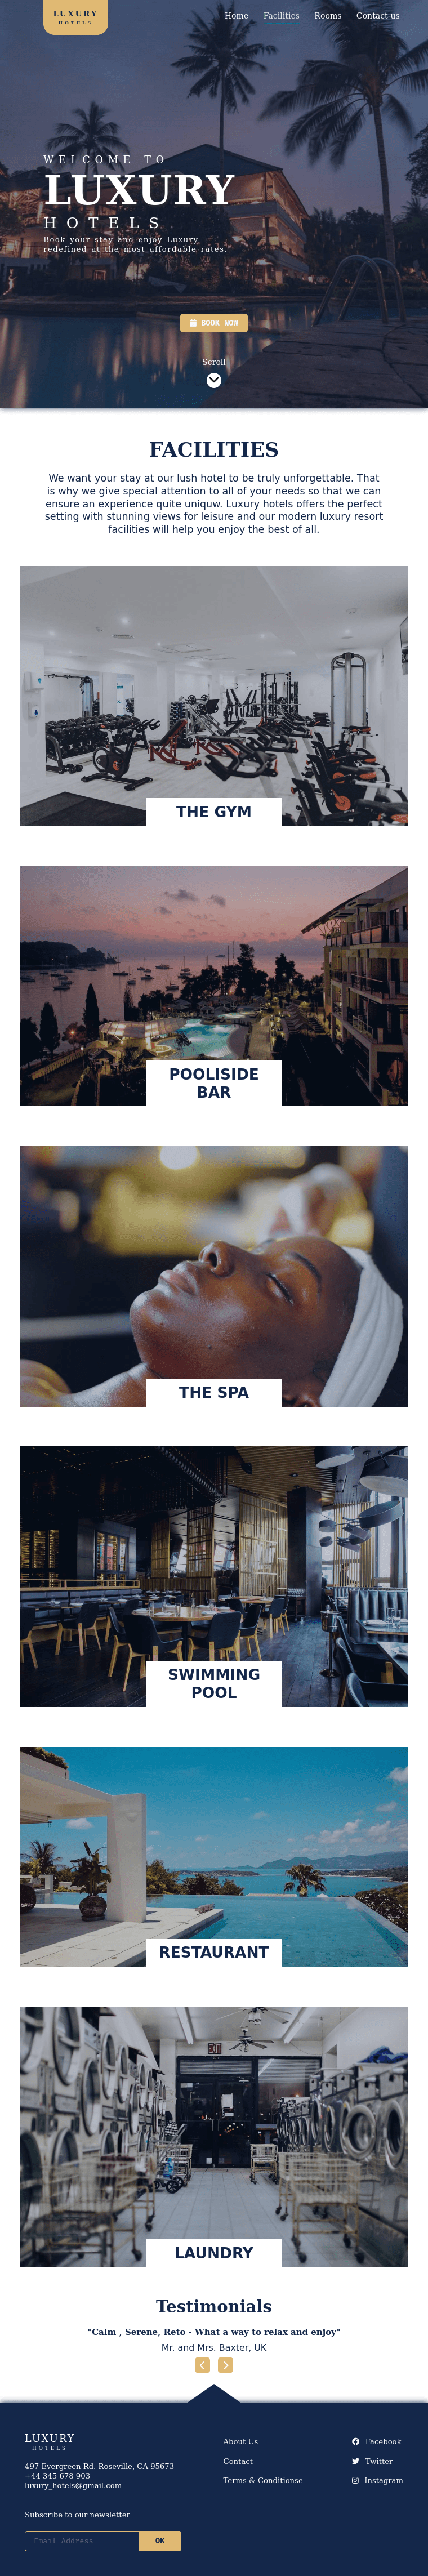 LUXURY
HOTELS
Home
Facilities
Rooms
Contact-us
WELCOME TO
LUXURY
HOTELS
Book your stay and enjoy Luxury
redefined at the most affordable rates.
BOOK NOW
Scroll
FACILITIES
We want your stay at our lush hotel to be truly unforgettable. That
is why we give special attention to all of your needs so that we can
ensure an experience quite uniquw. Luxury hotels offers the perfect
setting with stunning views for leisure and our modern luxury resort
facilities will help you enjoy the best of all.
THE GYM
POOLISIDE
BAR
THE SPA
SWIMMING
POOL
RESTAURANT
EXIT
LAUNDRY
Testimonials
"Calm , Serene, Reto - What a way to relax and enjoy"
Mr. and Mrs. Baxter, UK
LUXURY
HOTELS
497 Evergreen Rd. Roseville, CA 95673
+44 345 678 903
luxury_hotels@gmail.com
Subscribe to our newsletter
Email Address
OK
About Us
Contact
Terms & Conditionse
Facebook
Twitter
Instagram